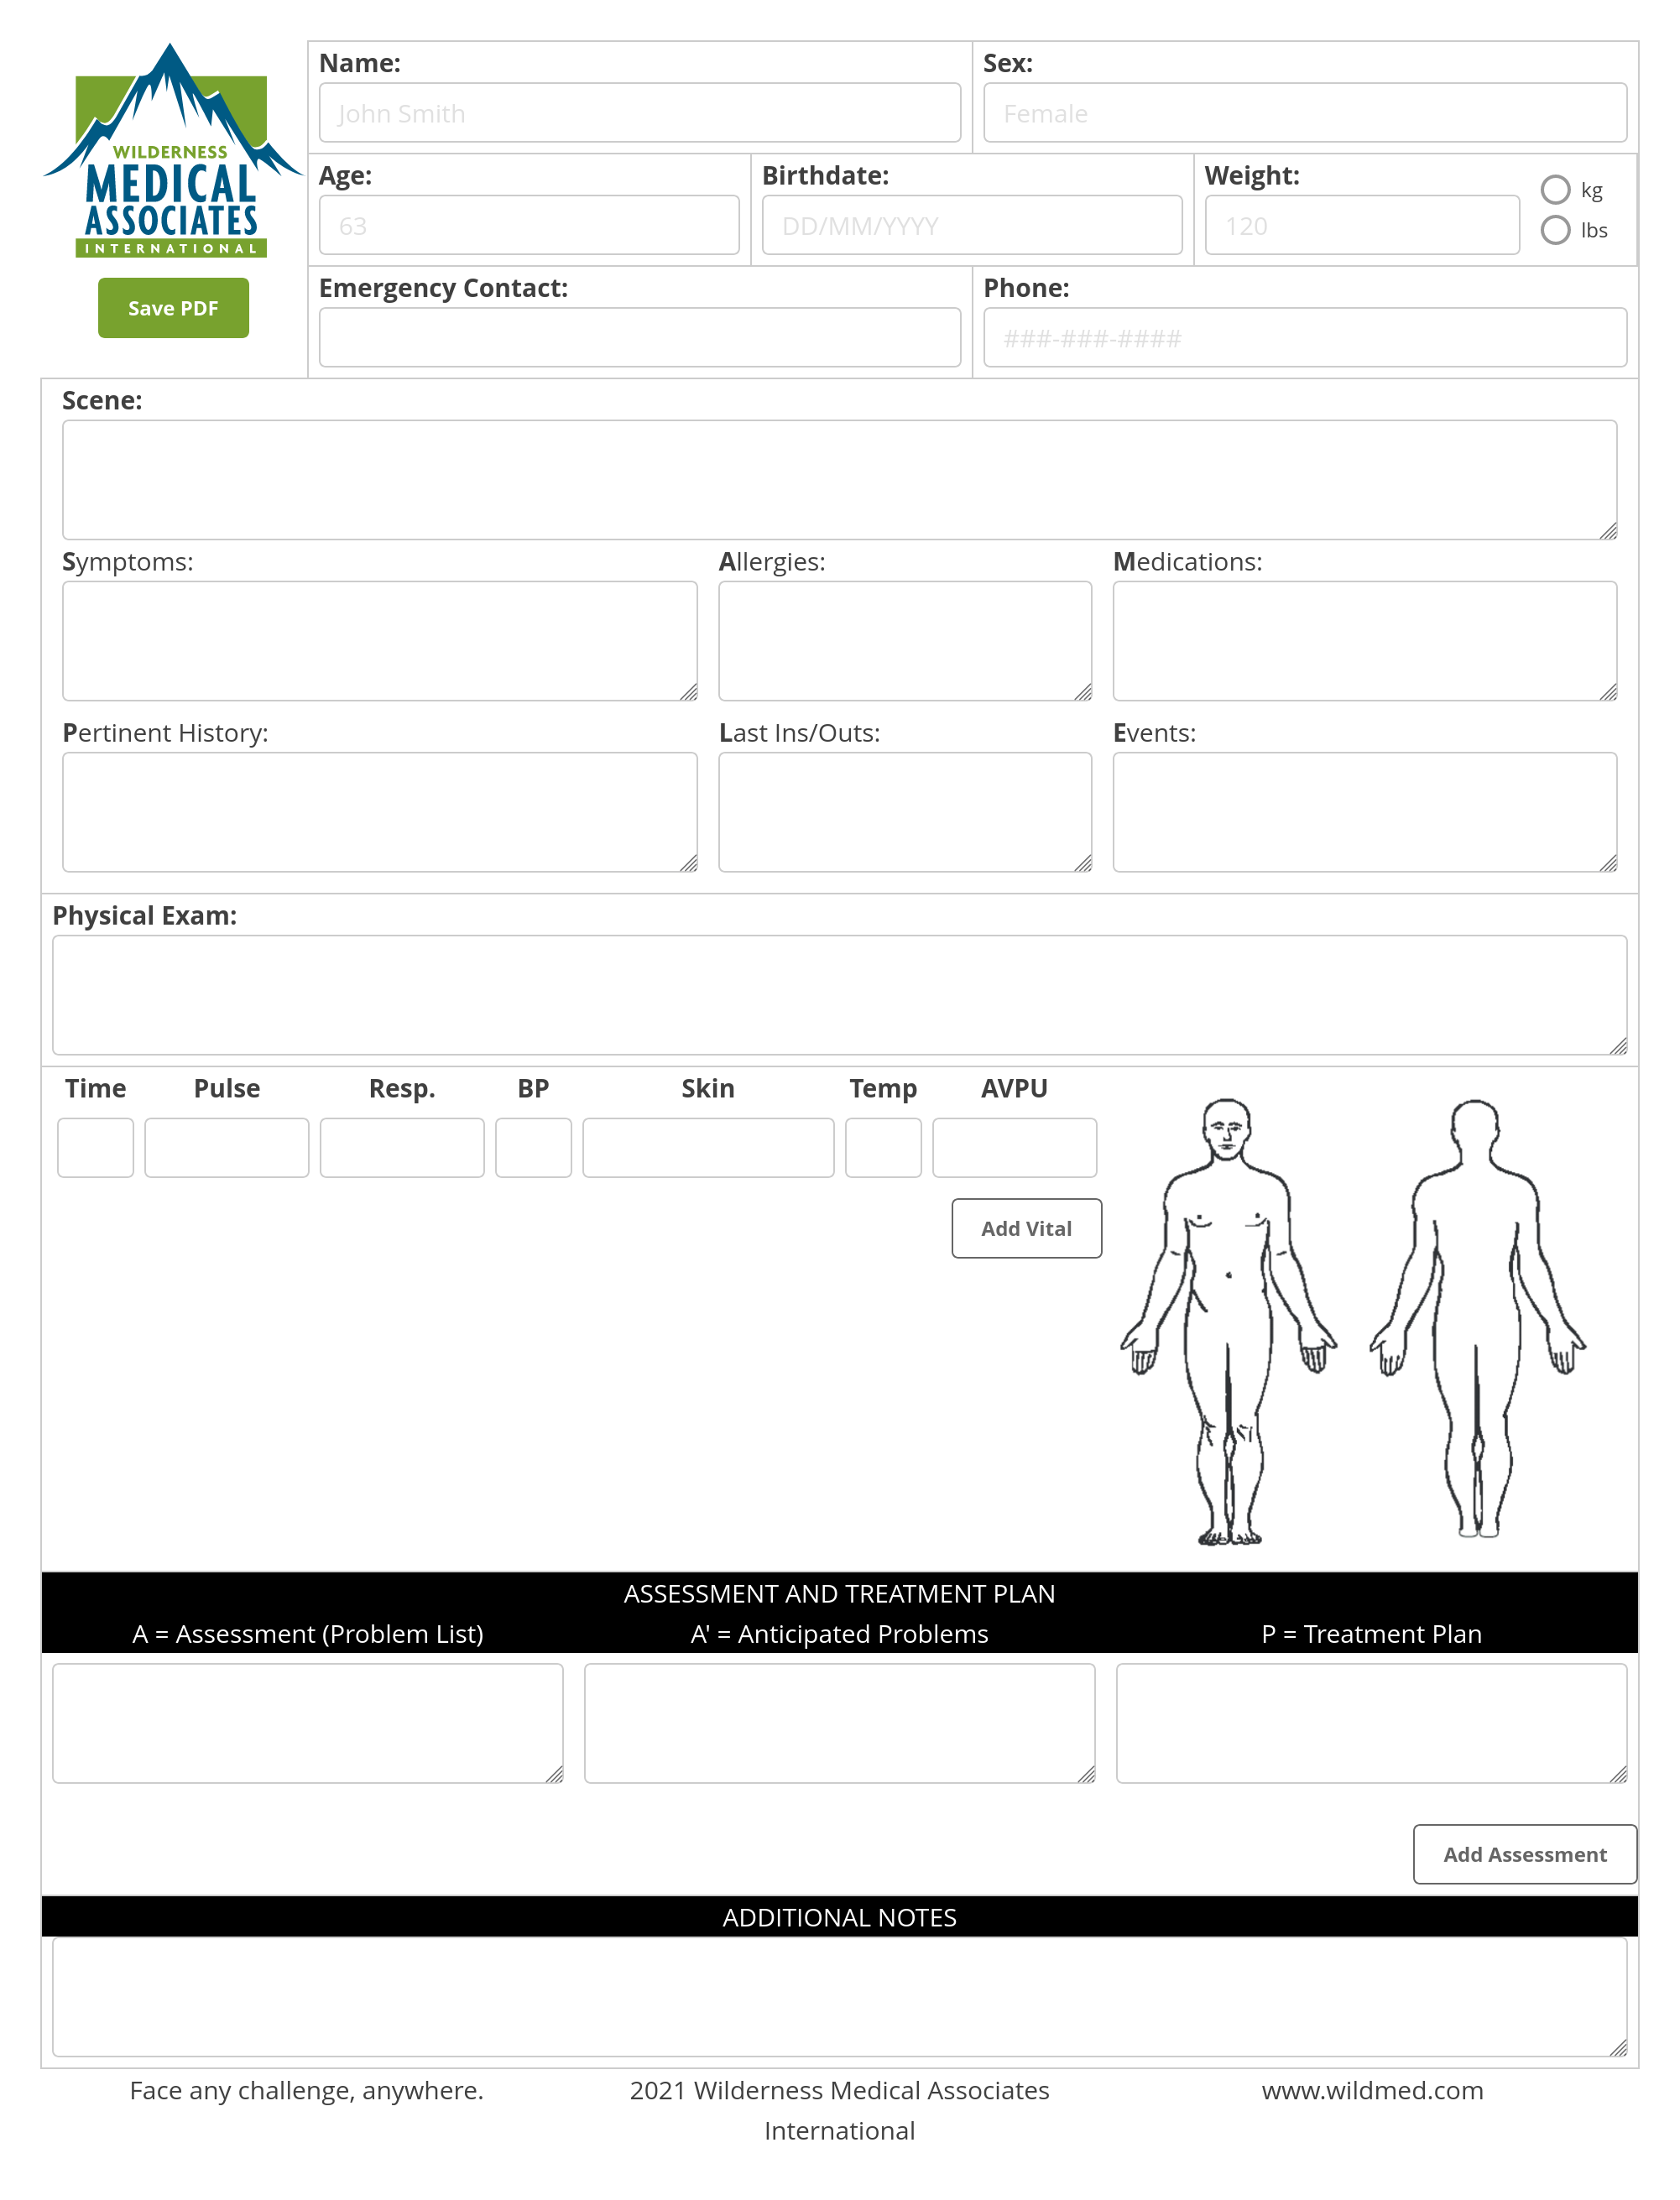 WILDERNESS
MEDICAL
ASSOCIATES
INTERNATIONAL
Save PDF
Name:
John Smith
Sex:
Female
Age:
63
Birthdate:
DD/MM/YYYY
Weight:
120
kg
lbs
Emergency Contact:
Phone:
###-###-####
Scene:
Symptoms:
Allergies:
Medications:
Pertinent History:
Last Ins/Outs:
Events:
Physical Exam:
Time Pulse Resp. BP Skin Temp AVPU
Add Vital
ASSESSMENT AND TREATMENT PLAN
A = Assessment (Problem List) A' = Anticipated Problems P = Treatment Plan
Add Assessment
ADDITIONAL NOTES
Face any challenge, anywhere.
2021 Wilderness Medical Associates
International
www.wildmed.com